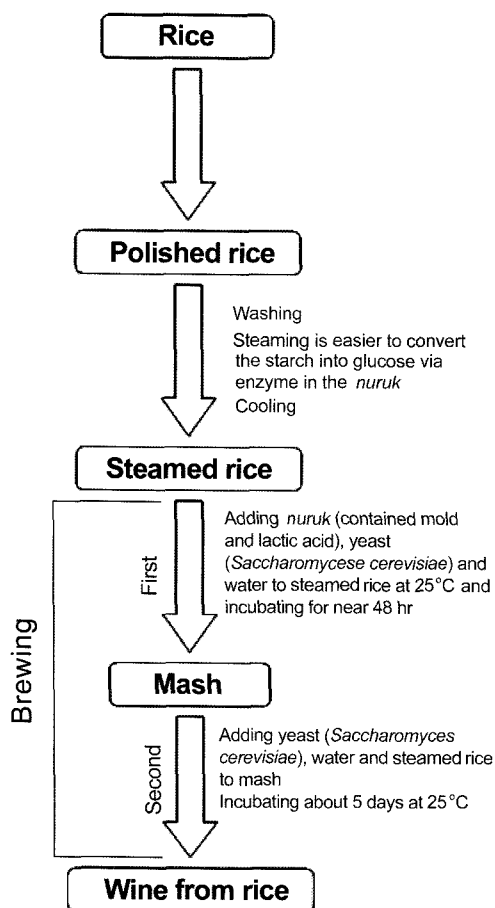 Rice
Polished rice
Washing
Steaming is easier to convert
the starch into glucose via
enzyme in the nuruk
Cooling
Steamed rice
Brewing
First
Adding nuruk (contained mold
and lactic acid), yeast
(Saccharomycese cerevisiae) and
water to steamed rice at 25°C and
incubating for near 48 hr
Mash
Second
Adding yeast (Saccharomyces
cerevisiae), water and steamed rice
to mash
Incubating about 5 days at 25°C
Wine from rice